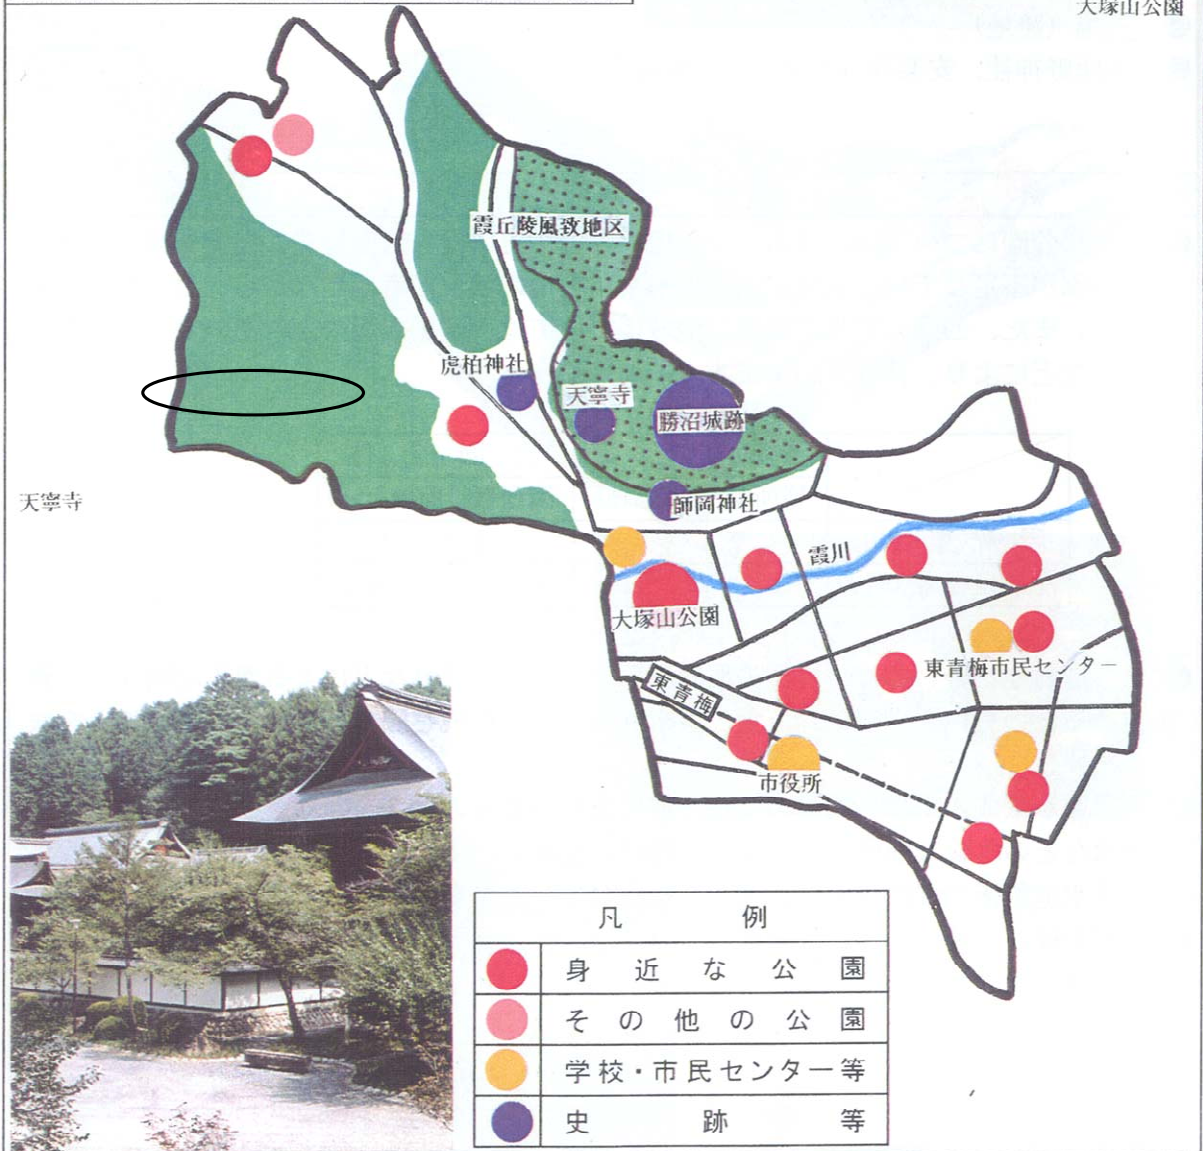 大塚山公園
霞丘陵風致地区
虎柏神社
天寧寺
勝沼城跡
天寧寺
師岡神社
霞川
大塚山公園
東青梅市民センター
東青梅
市役所
凡例
身近な公園
その他の公園
学校・市民センター等
史跡等